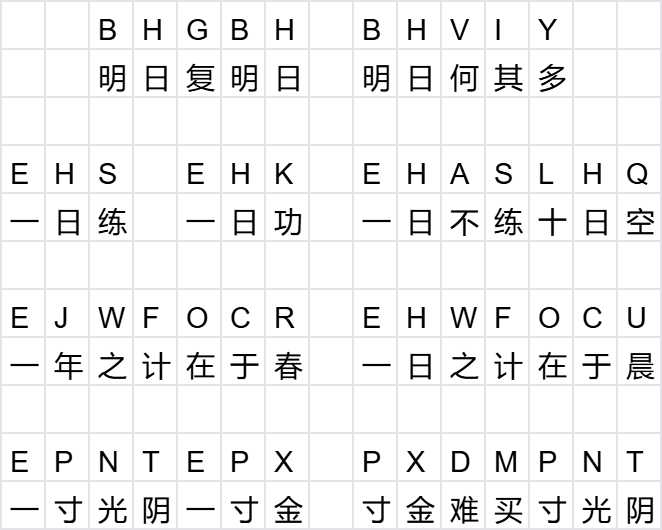 B H G B H B H V I Y
明日复明日 明日何其多
E H S E H K E H A S L H Q
一日练 一日功 一日不练十日空
E J W F O C R E H W F O C U
一年之计在于春 一日之计在于晨
E P N T E P X P X D M P N T
一寸光阴一寸金 寸金难买寸光阴